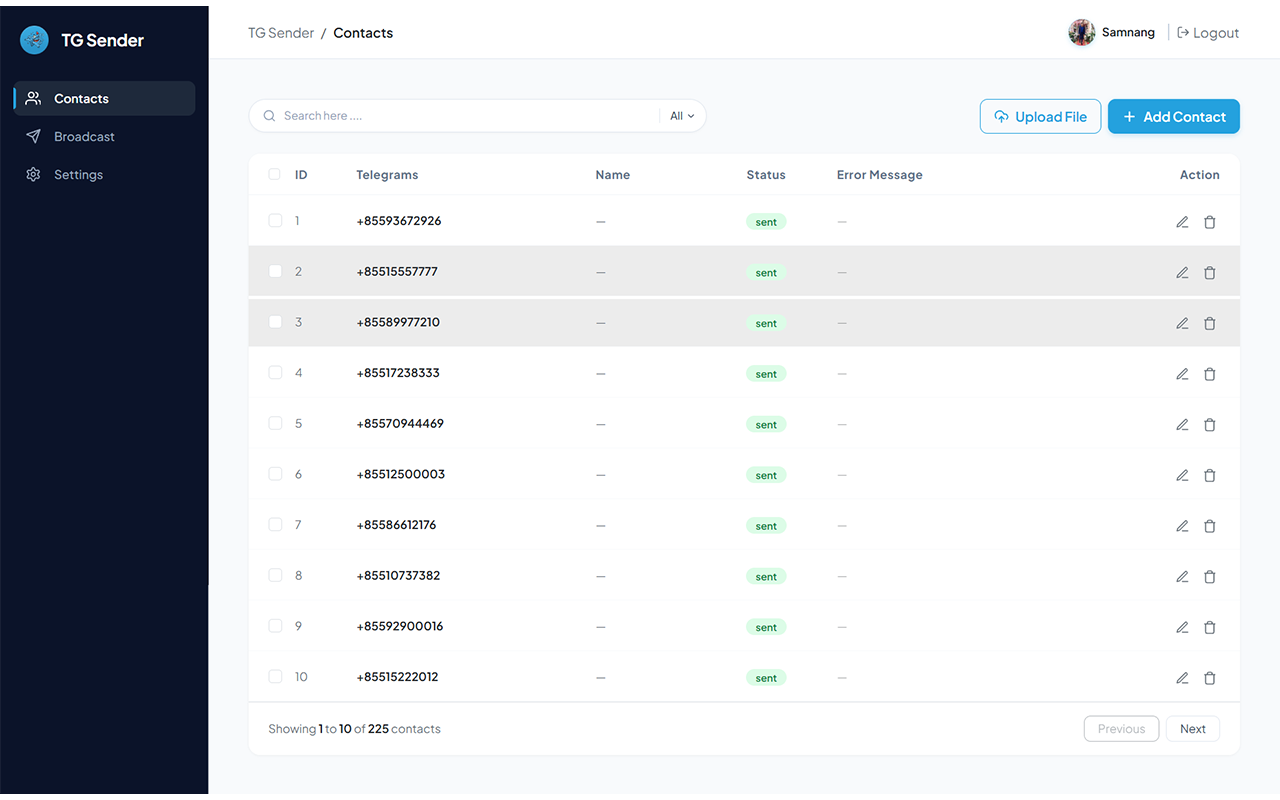 TG Sender
Contacts
Broadcast
Settings
TG Sender / Contacts
Samnang
Logout
Search here ....
All
Upload File
+ Add Contact
ID Telegrams Name Status Error Message Action
1 +85593672926 — sent —
2 +85515557777 — sent —
3 +85589977210 — sent —
4 +85517238333 — sent —
5 +85570944469 — sent —
6 +85512500003 — sent —
7 +85586612176 — sent —
8 +85510737382 — sent —
9 +85592900016 — sent —
10 +85515222012 — sent —
Showing 1 to 10 of 225 contacts
Previous
Next